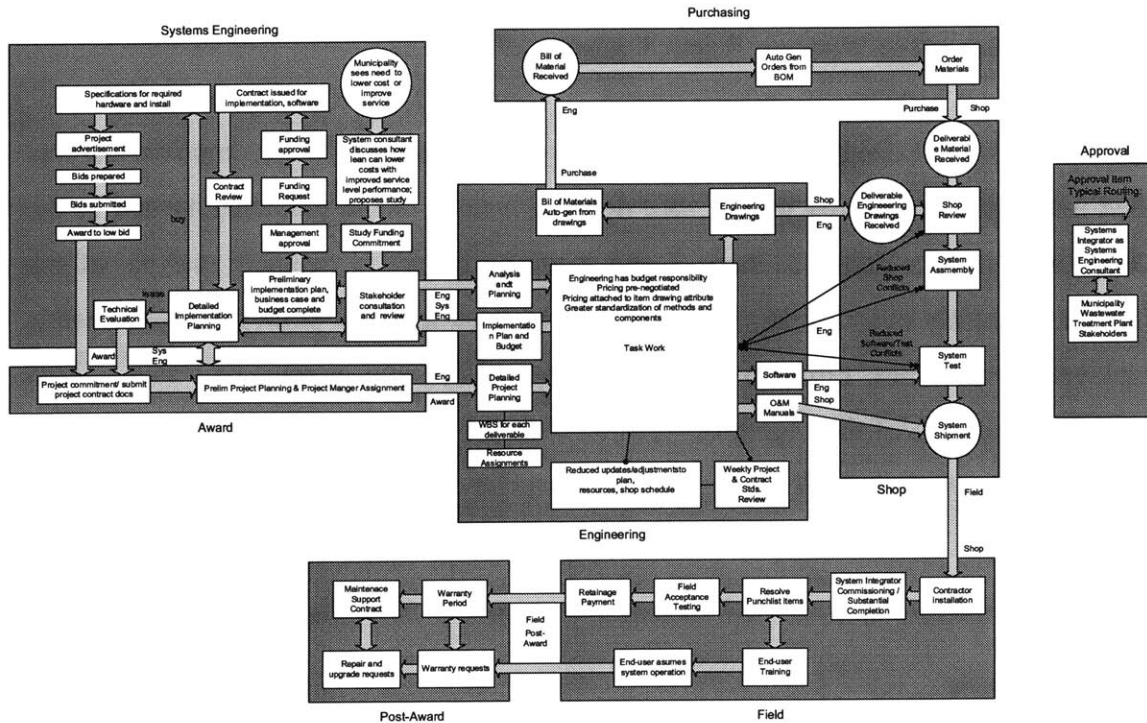 Systems Engineering
Specifications for required
hardware and install
Contract issued for
implementation, software
Municipality
sees need to
lower cost or
improve
service
Project
advertisement
Bids prepared
Bids submitted
Award to low bid
Contract
Review
buy
Funding
approval
Funding
Request
Management
approval
Preliminary
implementation plan,
business case and
budget complete
System consultant
discusses how
lean can lower
costs with
improved service
level performance;
proposes study
Study Funding
Commitment
Stakeholder
consultation
and review
Technical
Evaluation
issue
Detailed
Implementation
Planning
Award
Sys
Eng
Project commitment/ submit
project contract docs
Prelim Project Planning & Project Manger Assignment
Award
Eng
Sys
Eng
Eng
Award
Purchasing
Bill of
Material
Received
Auto Gen
Orders from
BOM
Order
Materials
Eng
Purchase
Purchase
Shop
Bill of Materials
Auto-gen from
drawings
Engineering
Drawings
Shop
Eng
Analysis
andt
Planning
Implementatio
n Plan and
Budget
Detailed
Project
Planning
WBS for each
deliverable
Resource
Assignments
Engineering has budget responsibility
Pricing pre-negotiated
Pricing attached to item drawing attribute
Greater standardization of methods and
components
Task Work
Software
O&M
Manuals
Eng
Eng
Shop
Reduced updates/adjustmentsto
plan,
resources, shop schedule
Weekly Project
& Contract
Stds.
Review
Engineering
Deliverabl
e Material
Received
Deliverable
Engineeering
Drawings
Received
Shop
Review
System
Assmembly
Reduced
Shop
Conflicts
Reduced
Software/Test
Conflicts
System
Test
System
Shipment
Shop
Field
Shop
Approval
Approval Item
Typical Routing:
Systems
Integrator as
Systems
Engineering
Consultant
Municipality
Wastewater
Treatment Plant
Stakeholders
Maintenace
Support
Contract
Warranty
Period
Field
Post-
Award
Retainage
Payment
Field
Acceptance
Testing
Resolve
Punchlist Items
System Integrator
Commissioning /
Substantial
Completion
Contractor
installation
Repair and
upgrade requests
Warranty requests
End-user assumes
system operation
End-user
Training
Post-Award
Field